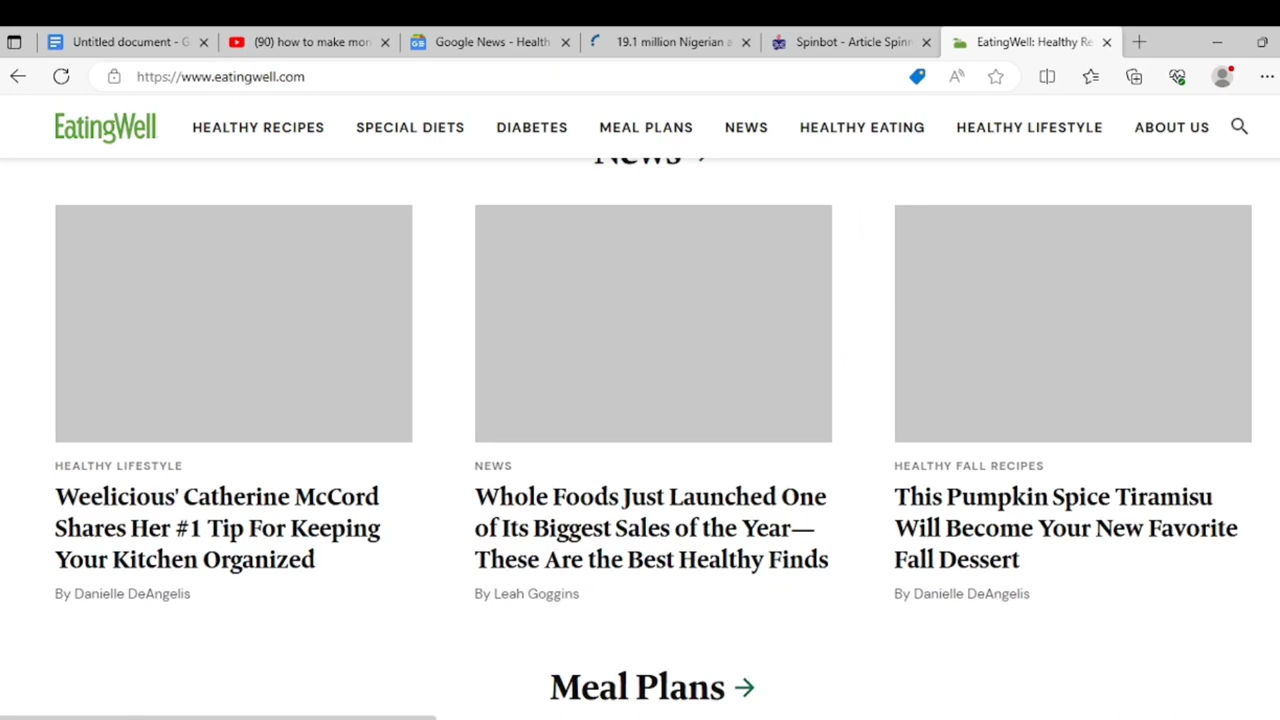 Untitled document - G
(90) how to make mon
Google News - Health
19.1 million Nigerian a
Spinbot - Article Spinn
EatingWell: Healthy Re
https://www.eatingwell.com
EatingWell
HEALTHY RECIPES
SPECIAL DIETS
DIABETES
MEAL PLANS
NEWS
HEALTHY EATING
HEALTHY LIFESTYLE
ABOUT US
News
HEALTHY LIFESTYLE
Weelicious' Catherine McCord
Shares Her #1 Tip For Keeping
Your Kitchen Organized
By Danielle DeAngelis
NEWS
Whole Foods Just Launched One
of Its Biggest Sales of the Year—
These Are the Best Healthy Finds
By Leah Goggins
HEALTHY FALL RECIPES
This Pumpkin Spice Tiramisu
Will Become Your New Favorite
Fall Dessert
By Danielle DeAngelis
Meal Plans